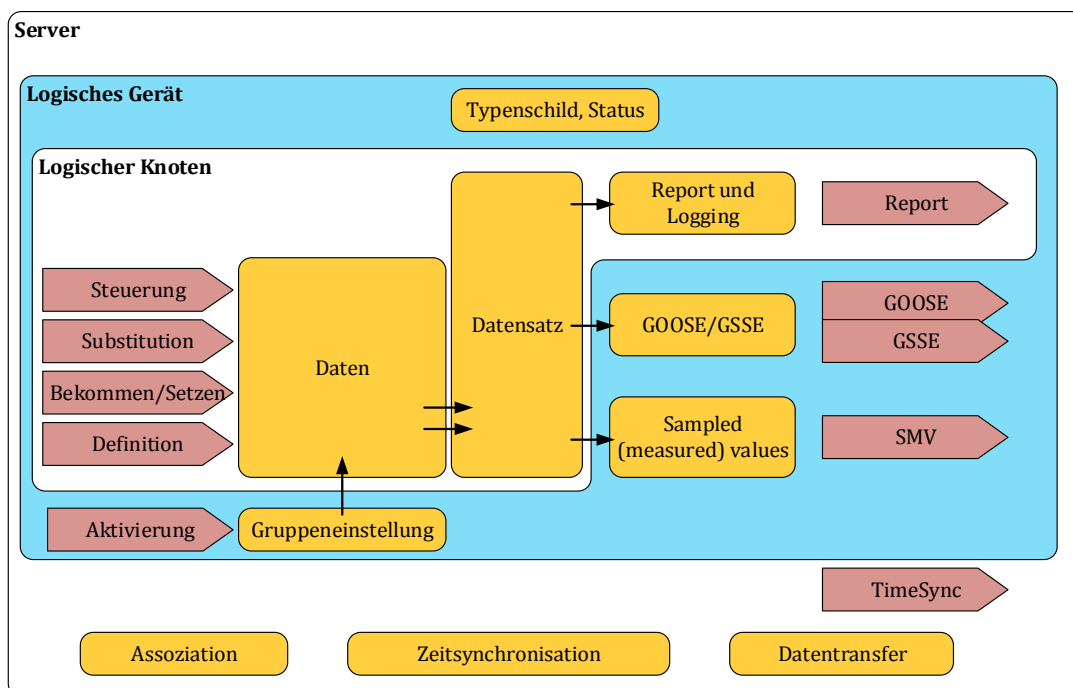 Server
Logisches Gerät
Typenschild, Status
Logischer Knoten
Report und
Logging
Report
Steuerung
Substitution
Bekommen/Setzen
Definition
Daten
Datensatz
GOOSE/GSSE
GOOSE
GSSE
Sampled
(measured) values
SMV
Aktivierung
Gruppeneinstellung
TimeSync
Assoziation
Zeitsynchronisation
Datentransfer